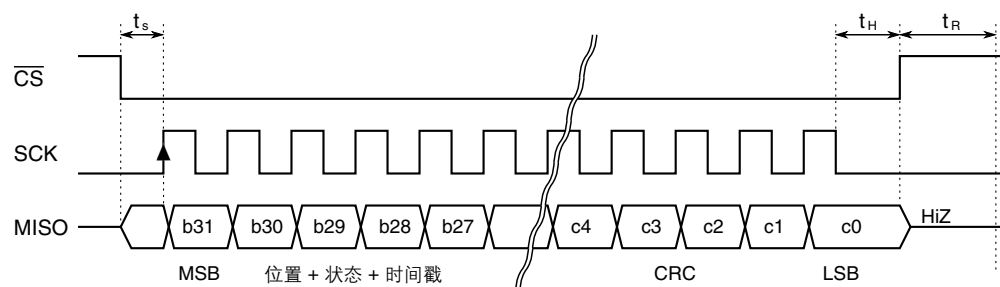 ts tH tR
CS
SCK
MISO b31 b30 b29 b28 b27 c4 c3 c2 c1 c0 HiZ
MSB 位置 + 状态 + 时间戳 CRC LSB